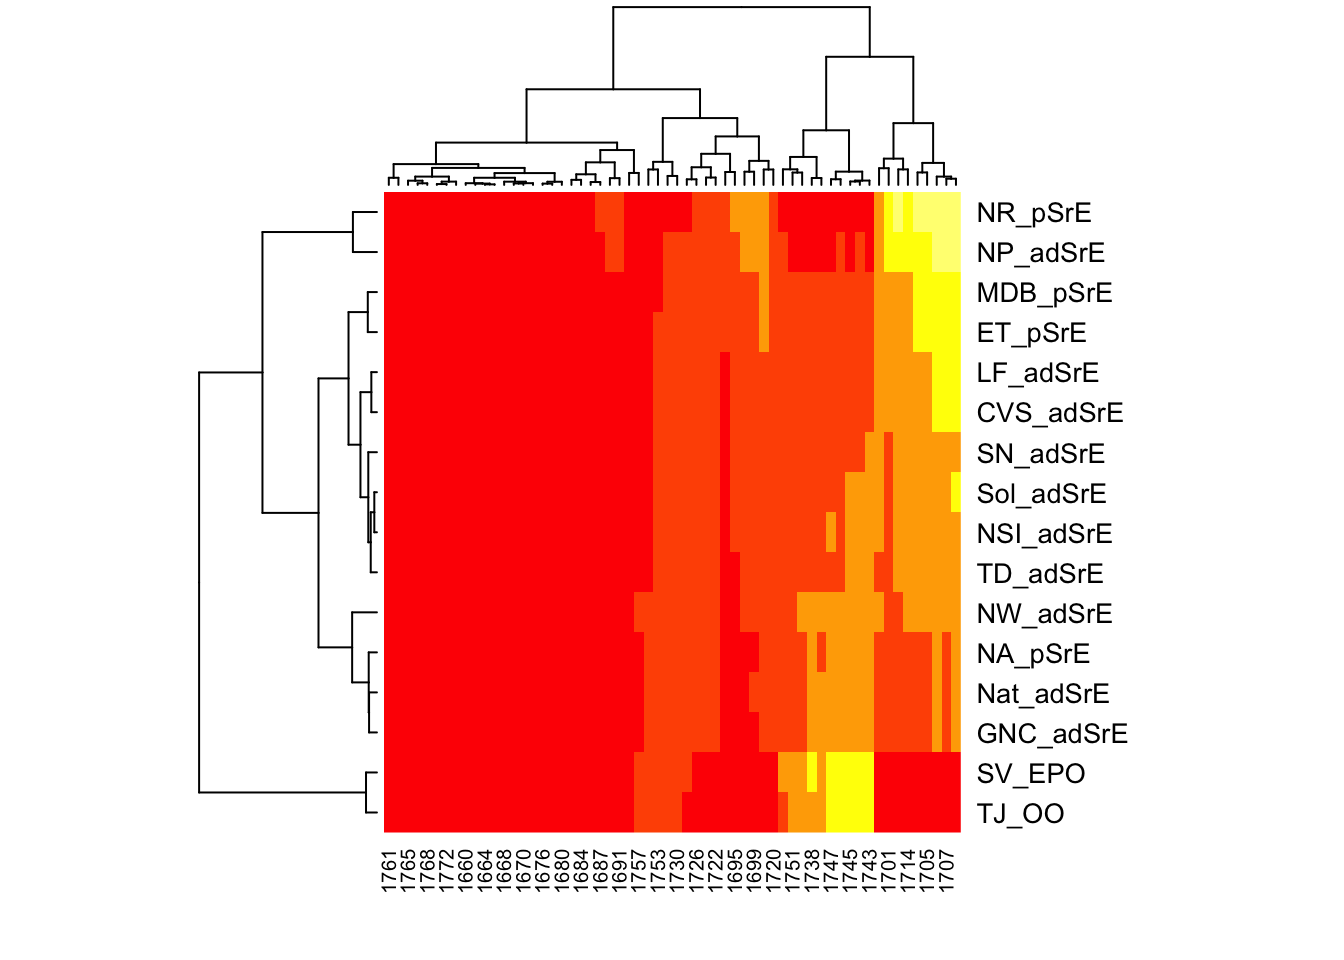 NR_pSrE
NP_adSrE
MDB_pSrE
ET_pSrE
LF_adSrE
CVS_adSrE
SN_adSrE
Sol_adSrE
NSI_adSrE
TD_adSrE
NW_adSrE
NA_pSrE
Nat_adSrE
GNC_adSrE
SV_EPO
TJ_OO
1761 1765 1768 1772 1660 1664 1668 1670 1676 1680 1684 1687 1691 1757 1753 1730 1726 1722 1695 1699 1720 1751 1738 1747 1745 1743 1701 1714 1705 1707